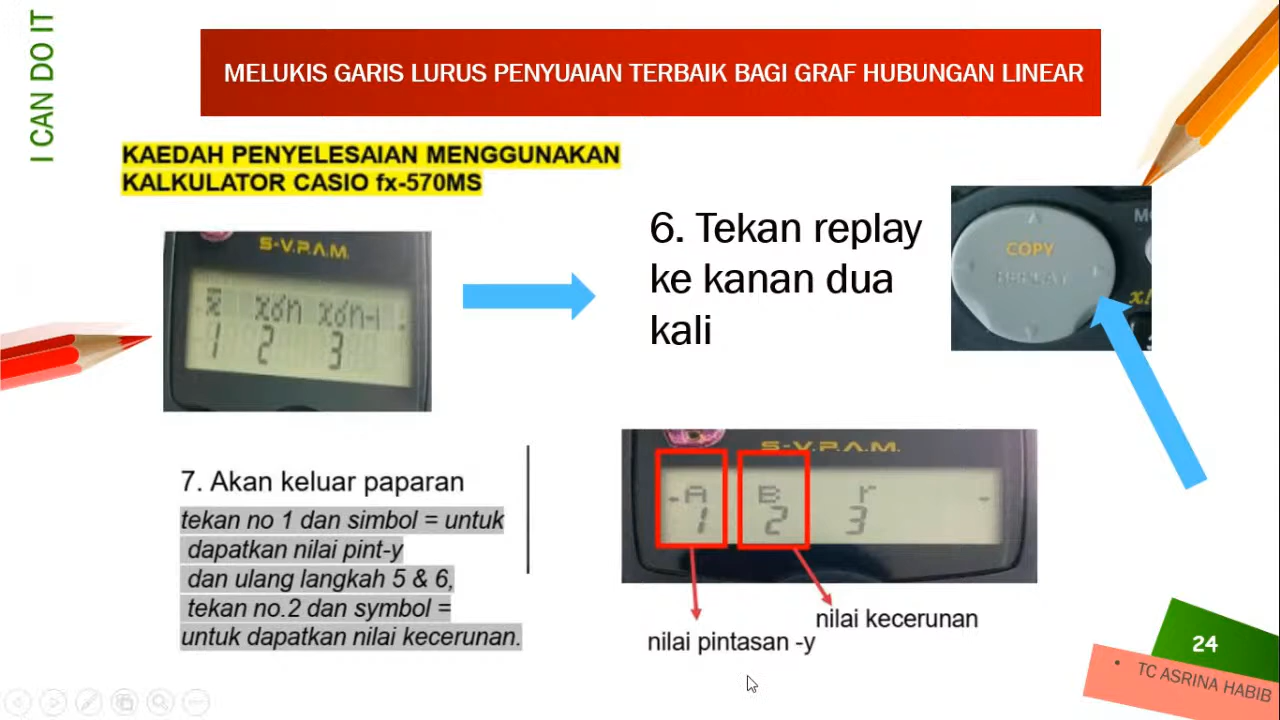 I CAN DO IT
MELUKIS GARIS LURUS PENYUAIAN TERBAIK BAGI GRAF HUBUNGAN LINEAR
KAEDAH PENYELESAIAN MENGGUNAKAN
KALKULATOR CASIO fx-570MS
S-V.P.A.M.
x̄ xσn xσn-1
1 2 3
6. Tekan replay
ke kanan dua
kali
COPY
REPLAY
7. Akan keluar paparan
tekan no 1 dan simbol = untuk
dapatkan nilai pint-y
dan ulang langkah 5 & 6,
tekan no.2 dan symbol =
untuk dapatkan nilai kecerunan.
S-V.P.A.M.
A B r
1 2 3
nilai kecerunan
nilai pintasan -y
24
• TC ASRINA HABIB